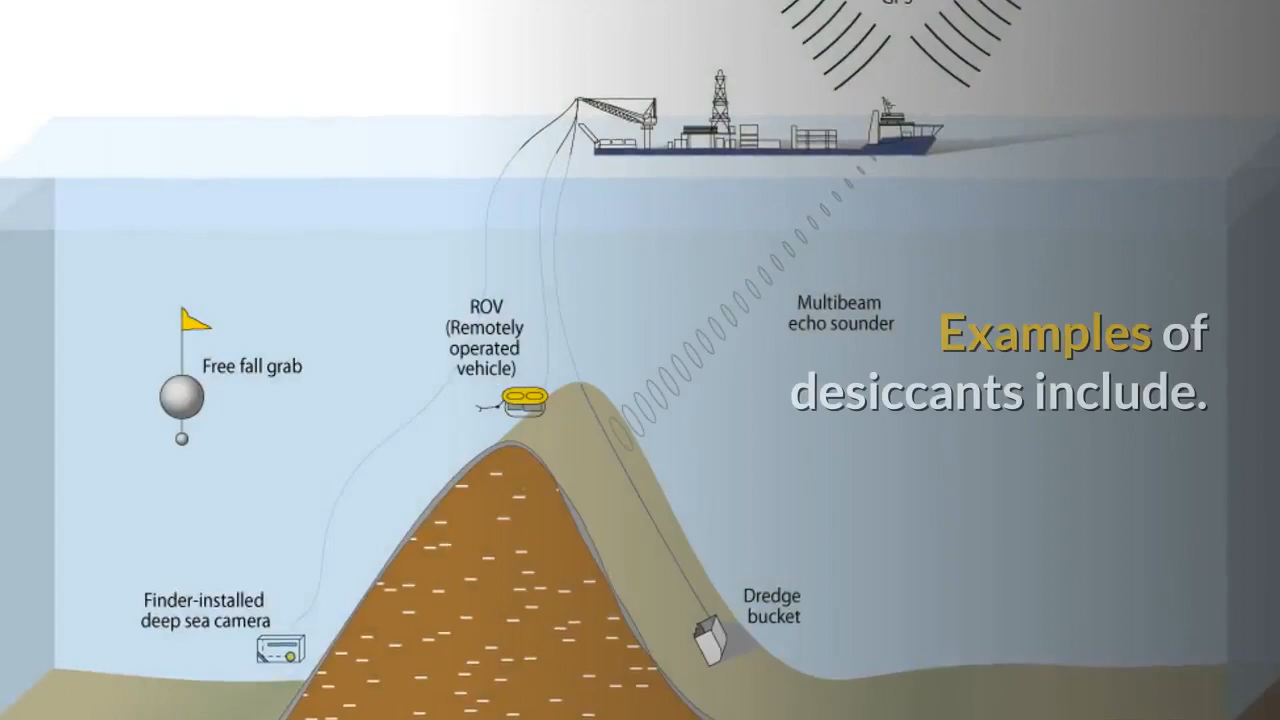 ROV
(Remotely
operated
vehicle)
Multibeam
echo sounder
Examples of
desiccants include.
Free fall grab
Finder-installed
deep sea camera
Dredge
bucket